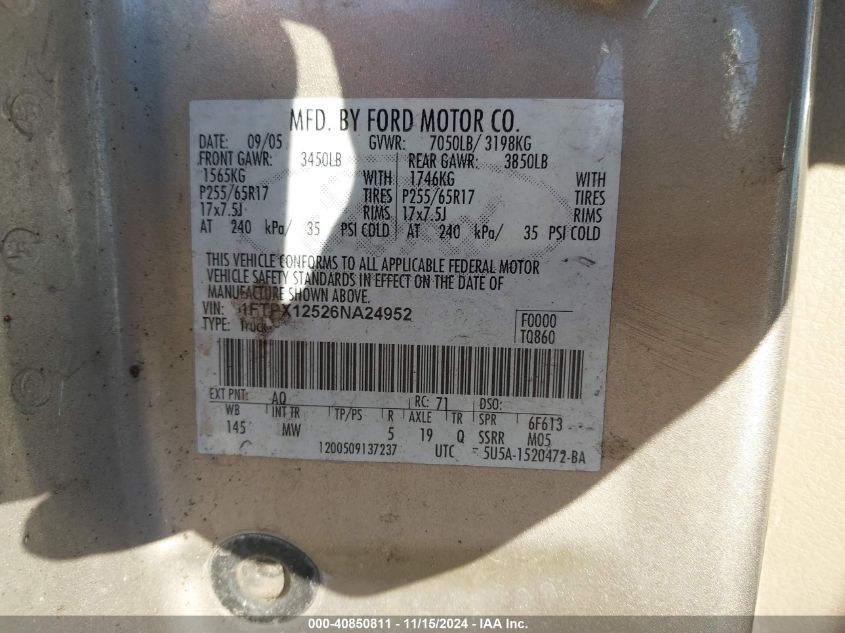 MFD. BY FORD MOTOR CO.
DATE: 09/05 GVWR: 7050LB/ 3198KG
FRONT GAWR: 3450LB REAR GAWR: 3850LB
1565KG WITH 1746KG WITH
P255/65R17 TIRES P255/65R17 TIRES
17x7.5J RIMS 17x7.5J RIMS
AT 240 kPa/ 35 PSI COLD AT 240 kPa/ 35 PSI COLD
THIS VEHICLE CONFORMS TO ALL APPLICABLE FEDERAL MOTOR
VEHICLE SAFETY STANDARDS IN EFFECT ON THE DATE OF
MANUFACTURE SHOWN ABOVE.
VIN: 1FTPX12526NA24952
TYPE: Truck
F0000
TQ860
EXT PNT: AQ RC: 71 DSO:
WB INT TR TP/PS R AXLE TR SPR 6F613
145 MW 5 19 Q SSRR M05
1200509137237 UTC 5U5A-1520472-BA
000-40850811 - 11/15/2024 - IAA Inc.